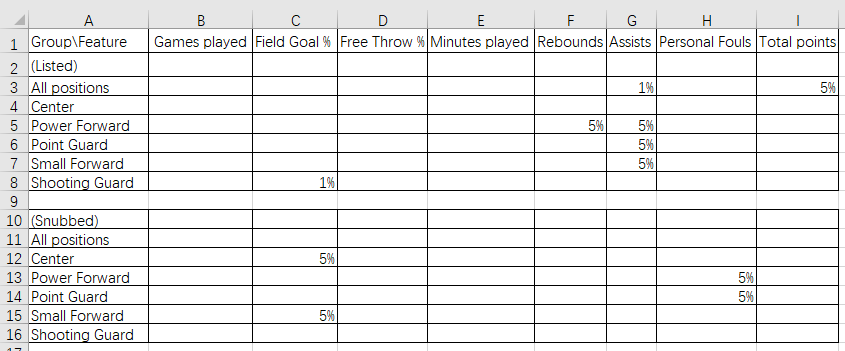 A B C D E F G H I
1 Group\Feature Games played Field Goal % Free Throw % Minutes played Rebounds Assists Personal Fouls Total points
2 (Listed)
3 All positions 1% 5%
4 Center
5 Power Forward 5% 5%
6 Point Guard 5%
7 Small Forward 5%
8 Shooting Guard 1%
9
10 (Snubbed)
11 All positions
12 Center 5%
13 Power Forward 5%
14 Point Guard 5%
15 Small Forward 5%
16 Shooting Guard